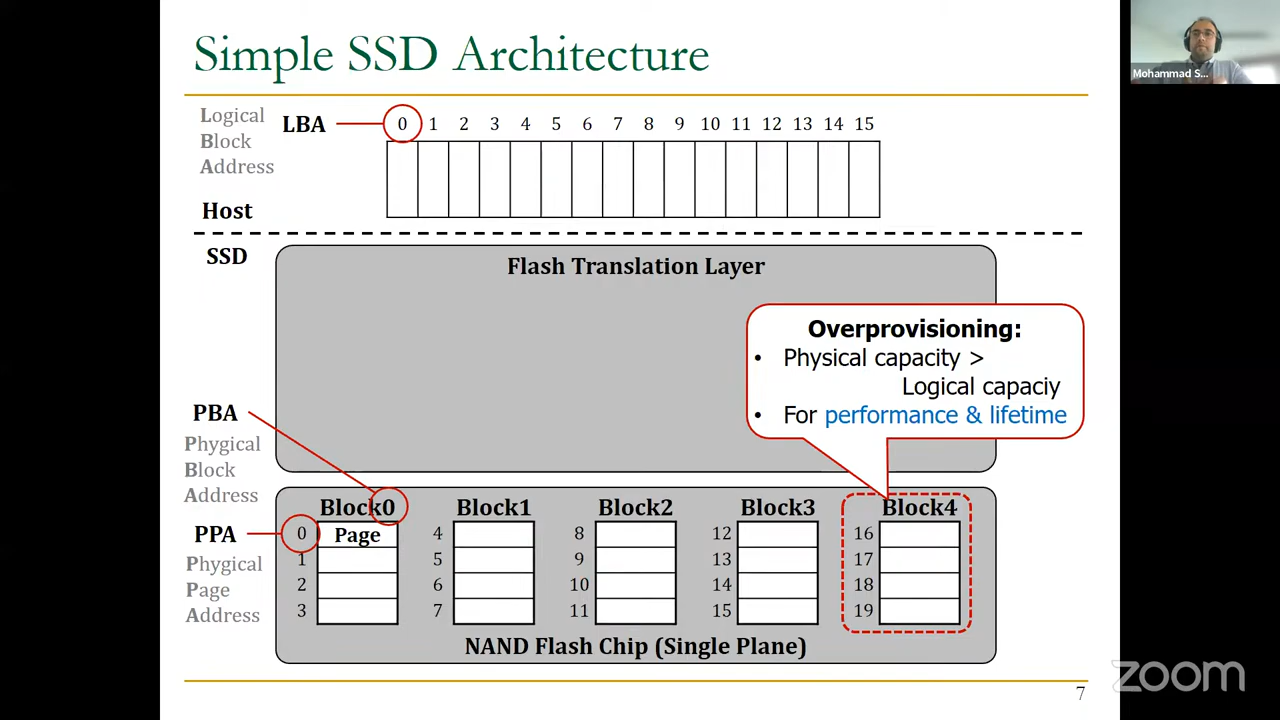 Simple SSD Architecture
Mohammad S...
Logical
Block
Address
LBA
0 1 2 3 4 5 6 7 8 9 10 11 12 13 14 15
Host
SSD
Flash Translation Layer
Overprovisioning:
• Physical capacity >
Logical capaciy
• For performance & lifetime
PBA
Phygical
Block
Address
PPA
Phygical
Page
Address
Block0 Block1 Block2 Block3 Block4
0 Page 4 8 12 16
1 5 9 13 17
2 6 10 14 18
3 7 11 15 19
NAND Flash Chip (Single Plane)
7
zoom